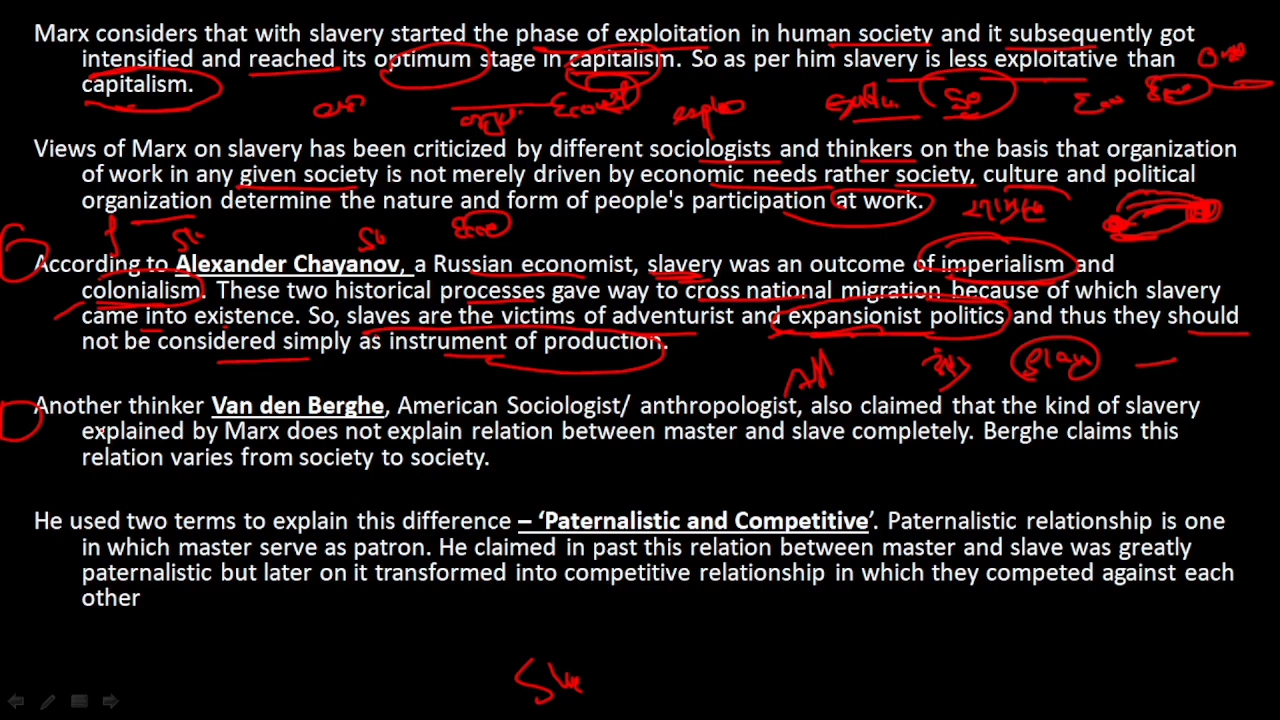 Marx considers that with slavery started the phase of exploitation in human society and it subsequently got
intensified and reached its optimum stage in capitalism. So as per him slavery is less exploitative than
capitalism.
Views of Marx on slavery has been criticized by different sociologists and thinkers on the basis that organization
of work in any given society is not merely driven by economic needs rather society, culture and political
organization determine the nature and form of people's participation at work.
According to Alexander Chayanov, a Russian economist, slavery was an outcome of imperialism and
colonialism. These two historical processes gave way to cross national migration because of which slavery
came into existence. So, slaves are the victims of adventurist and expansionist politics and thus they should
not be considered simply as instrument of production.
Another thinker Van den Berghe, American Sociologist/ anthropologist, also claimed that the kind of slavery
explained by Marx does not explain relation between master and slave completely. Berghe claims this
relation varies from society to society.
He used two terms to explain this difference – ‘Paternalistic and Competitive’. Paternalistic relationship is one
in which master serve as patron. He claimed in past this relation between master and slave was greatly
paternalistic but later on it transformed into competitive relationship in which they competed against each
other